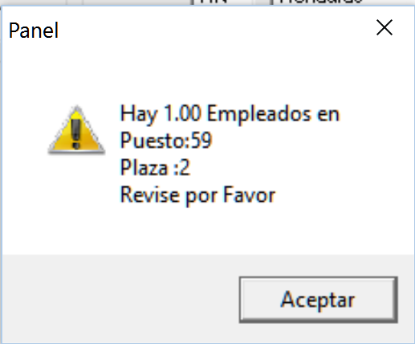 Panel
Hay 1.00 Empleados en
Puesto:59
Plaza :2
Revise por Favor
Aceptar